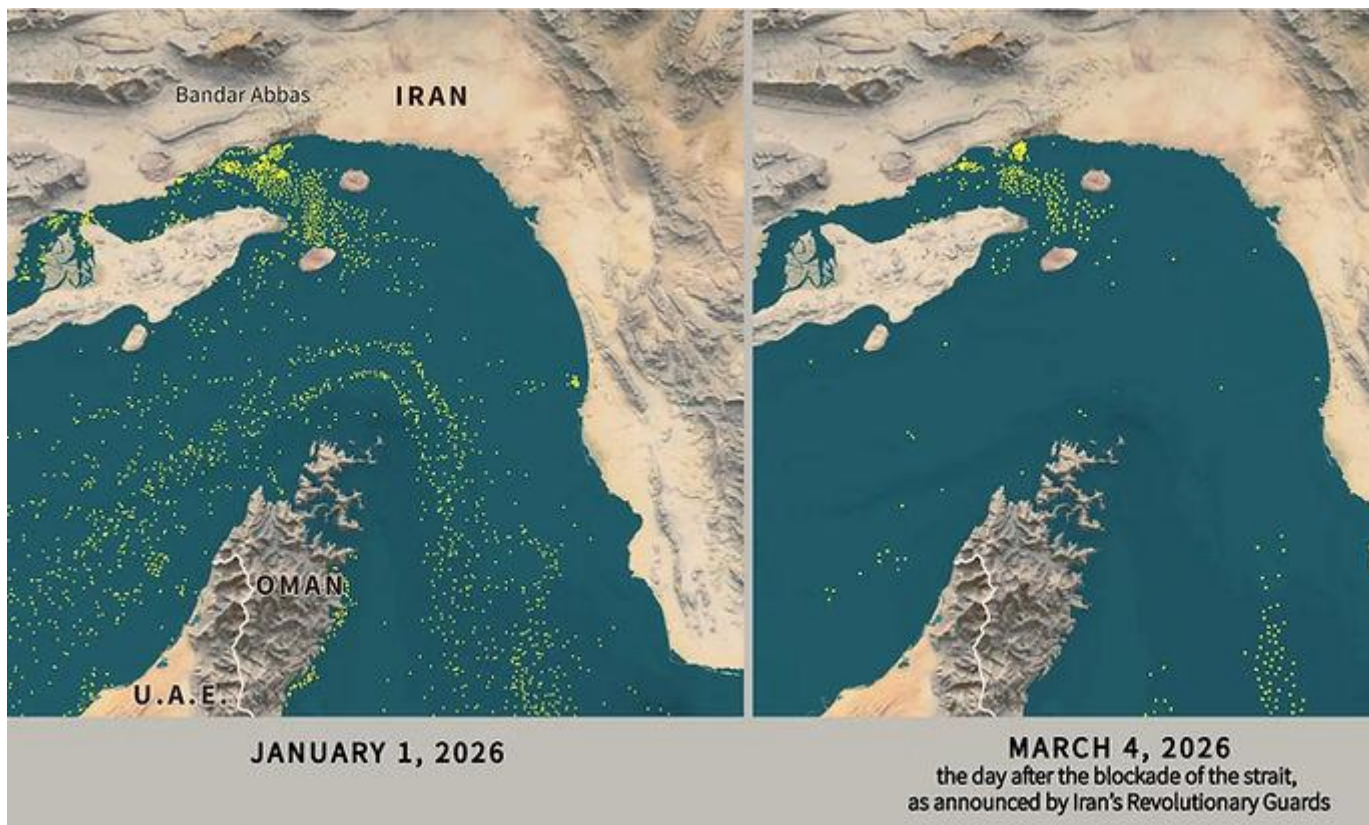 Bandar Abbas
IRAN
OMAN
U.A.E.
JANUARY 1, 2026
MARCH 4, 2026
the day after the blockade of the strait,
as announced by Iran's Revolutionary Guards